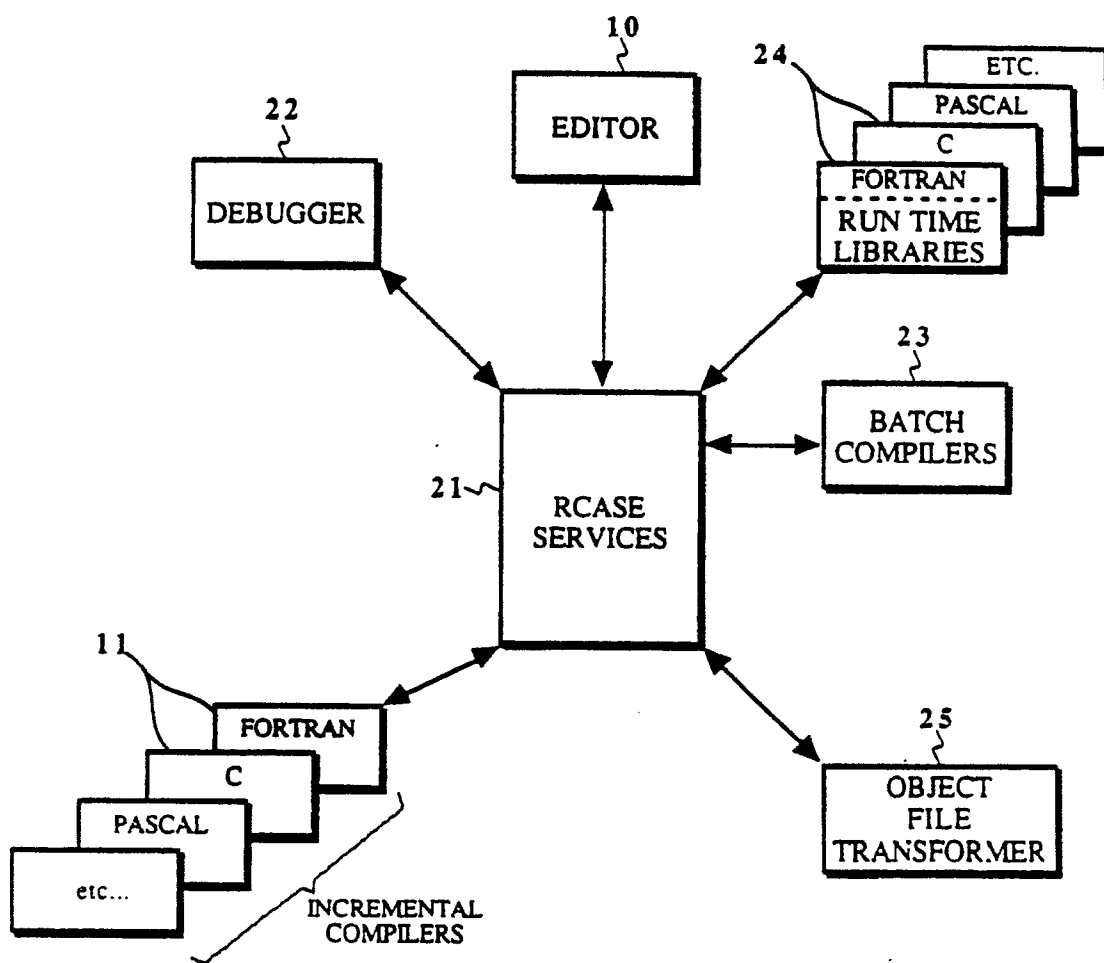 10
EDITOR
22
DEBUGGER
24
ETC.
PASCAL
C
FORTRAN
RUN TIME
LIBRARIES
23
BATCH
COMPILERS
21
RCASE
SERVICES
11
FORTRAN
C
PASCAL
etc...
INCREMENTAL
COMPILERS
25
OBJECT
FILE
TRANSFORMER